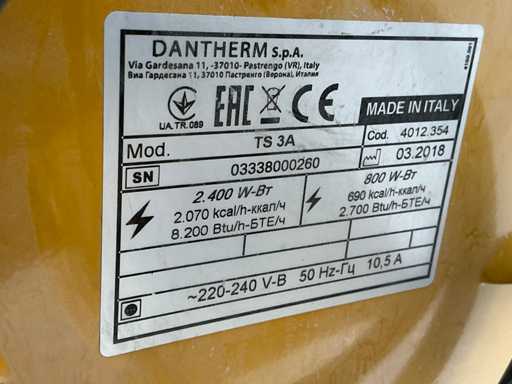 DANTHERM S.p.A.
Via Gardesana 11, -37010- Pastrengo (VR), Italy
Виа Гардесана 11, 37010 Пастренго (Верона), Италия
UA.TR.089
EAC CE
MADE IN ITALY
Mod. TS 3A
Cod. 4012.354
SN 03338000260
03.2018
2.400 W-Вт
2.070 kcal/h-ккал/ч
8.200 Btu/h-БТЕ/ч
800 W-Вт
690 kcal/h-ккал/ч
2.700 Btu/h-БТЕ/ч
~220-240 V-В 50 Hz-Гц 10,5 A